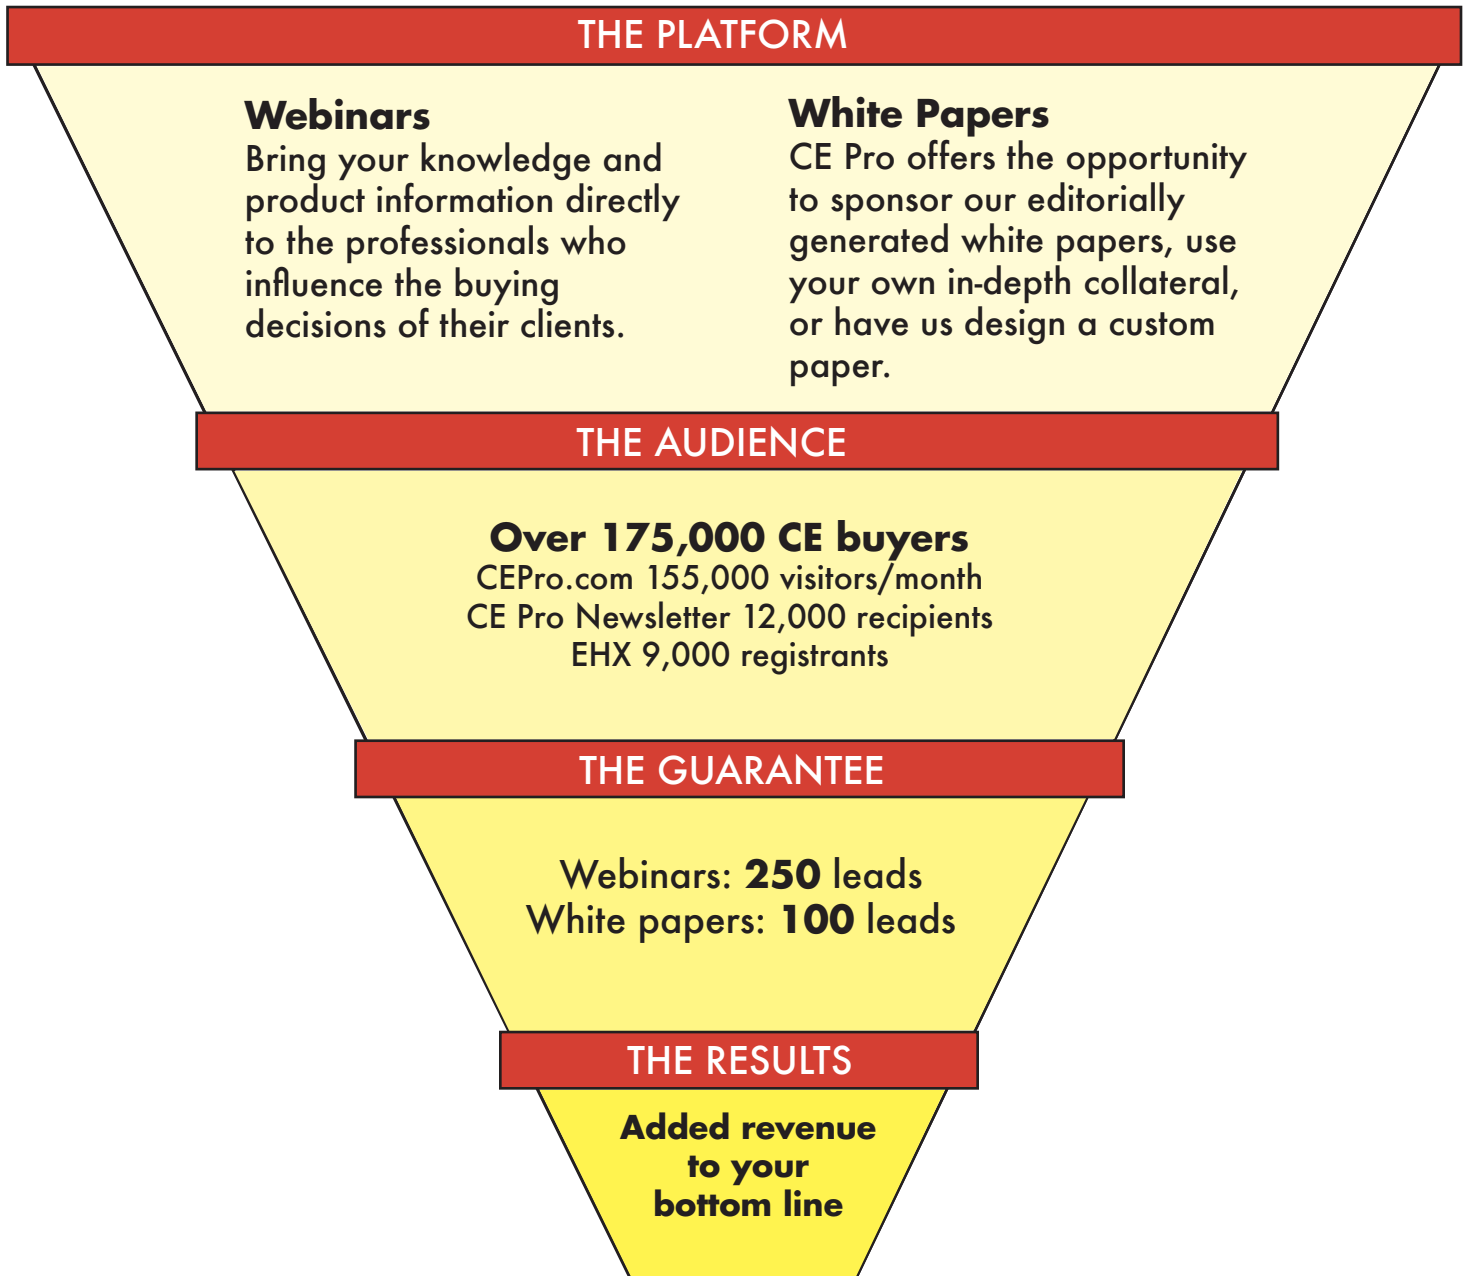 THE PLATFORM
Webinars
Bring your knowledge and
product information directly
to the professionals who
influence the buying
decisions of their clients.
White Papers
CE Pro offers the opportunity
to sponsor our editorially
generated white papers, use
your own in-depth collateral,
or have us design a custom
paper.
THE AUDIENCE
Over 175,000 CE buyers
CEPro.com 155,000 visitors/month
CE Pro Newsletter 12,000 recipients
EHX 9,000 registrants
THE GUARANTEE
Webinars: 250 leads
White papers: 100 leads
THE RESULTS
Added revenue
to your
bottom line